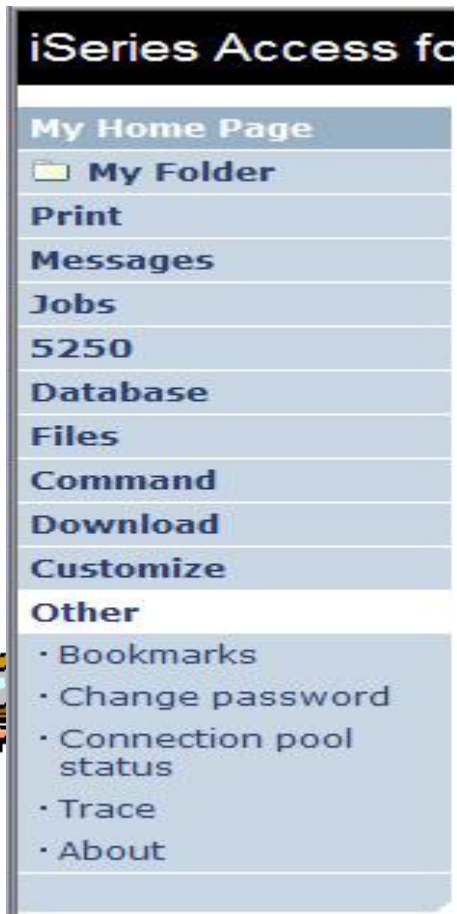 iSeries Access fo
My Home Page
My Folder
Print
Messages
Jobs
5250
Database
Files
Command
Download
Customize
Other
· Bookmarks
· Change password
· Connection pool
status
· Trace
· About